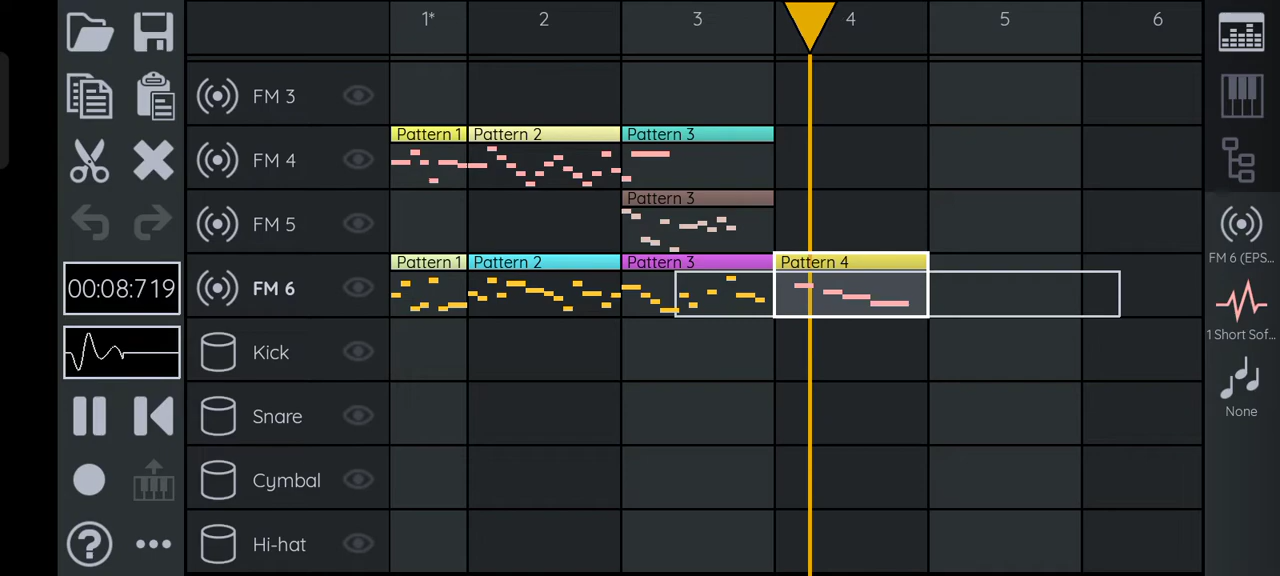 1* 2 3 4 5 6
FM 3
Pattern 1 Pattern 2 Pattern 3
FM 4
Pattern 3
FM 5
FM 6 (EPS...
Pattern 1 Pattern 2 Pattern 3 Pattern 4
00:08:719
FM 6
1 Short Sof...
Kick
Snare
None
Cymbal
Hi-hat